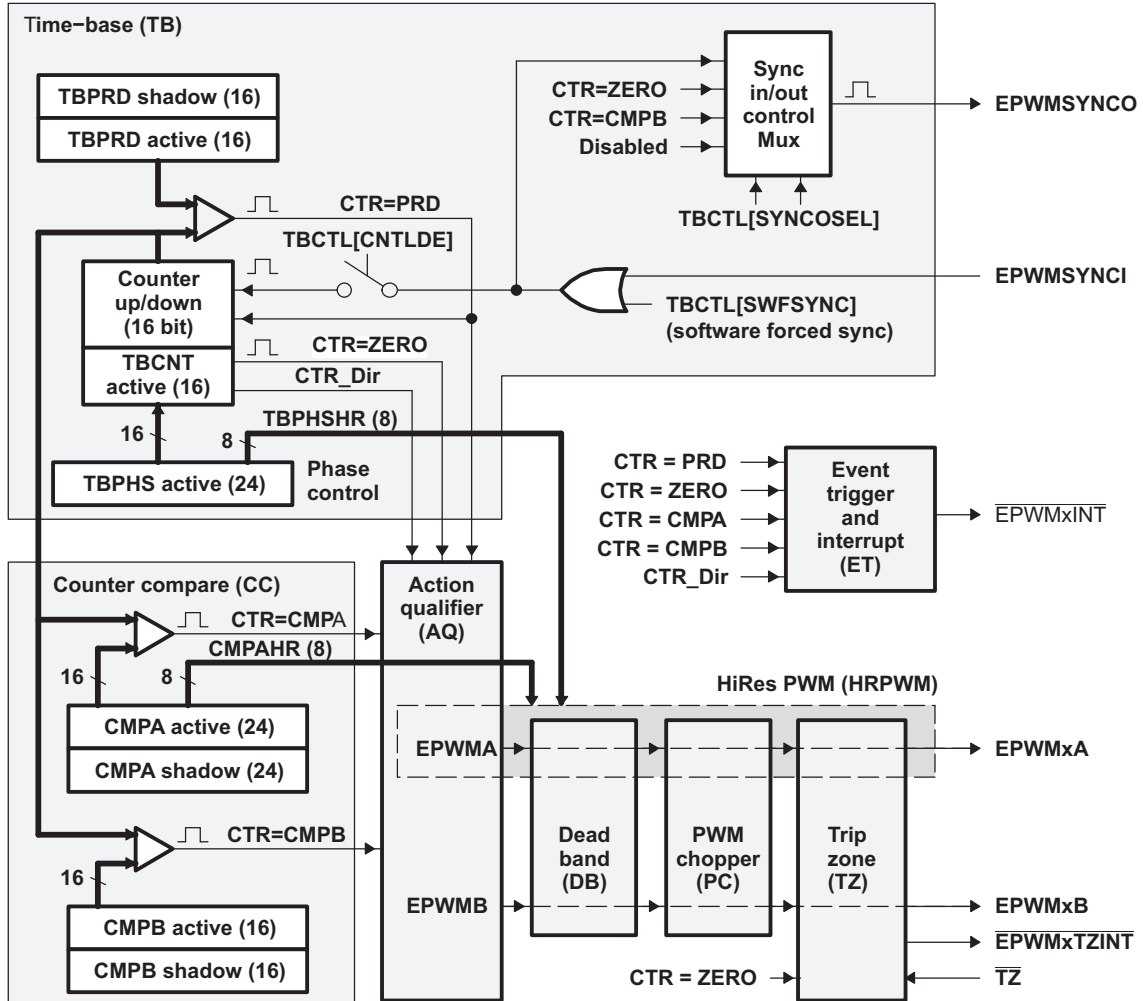 Time−base (TB)
TBPRD shadow (16)
TBPRD active (16)
CTR=PRD
TBCTL[CNTLDE]
Counter
up/down
(16 bit)
TBCNT
active (16)
CTR=ZERO
CTR_Dir
16
8
TBPHSHR (8)
TBPHS active (24)
Phase
control
CTR=ZERO
CTR=CMPB
Disabled
Sync
in/out
control
Mux
TBCTL[SYNCOSEL]
EPWMSYNCO
EPWMSYNCI
TBCTL[SWFSYNC]
(software forced sync)
CTR = PRD
CTR = ZERO
CTR = CMPA
CTR = CMPB
CTR_Dir
Event
trigger
and
interrupt
(ET)
EPWMxINT
Counter compare (CC)
CTR=CMPA
16
8
CMPAHR (8)
CMPA active (24)
CMPA shadow (24)
CTR=CMPB
16
CMPB active (16)
CMPB shadow (16)
Action
qualifier
(AQ)
EPWMA
EPWMB
HiRes PWM (HRPWM)
Dead
band
(DB)
PWM
chopper
(PC)
Trip
zone
(TZ)
CTR = ZERO
EPWMxA
EPWMxB
EPWMxTZINT
TZ